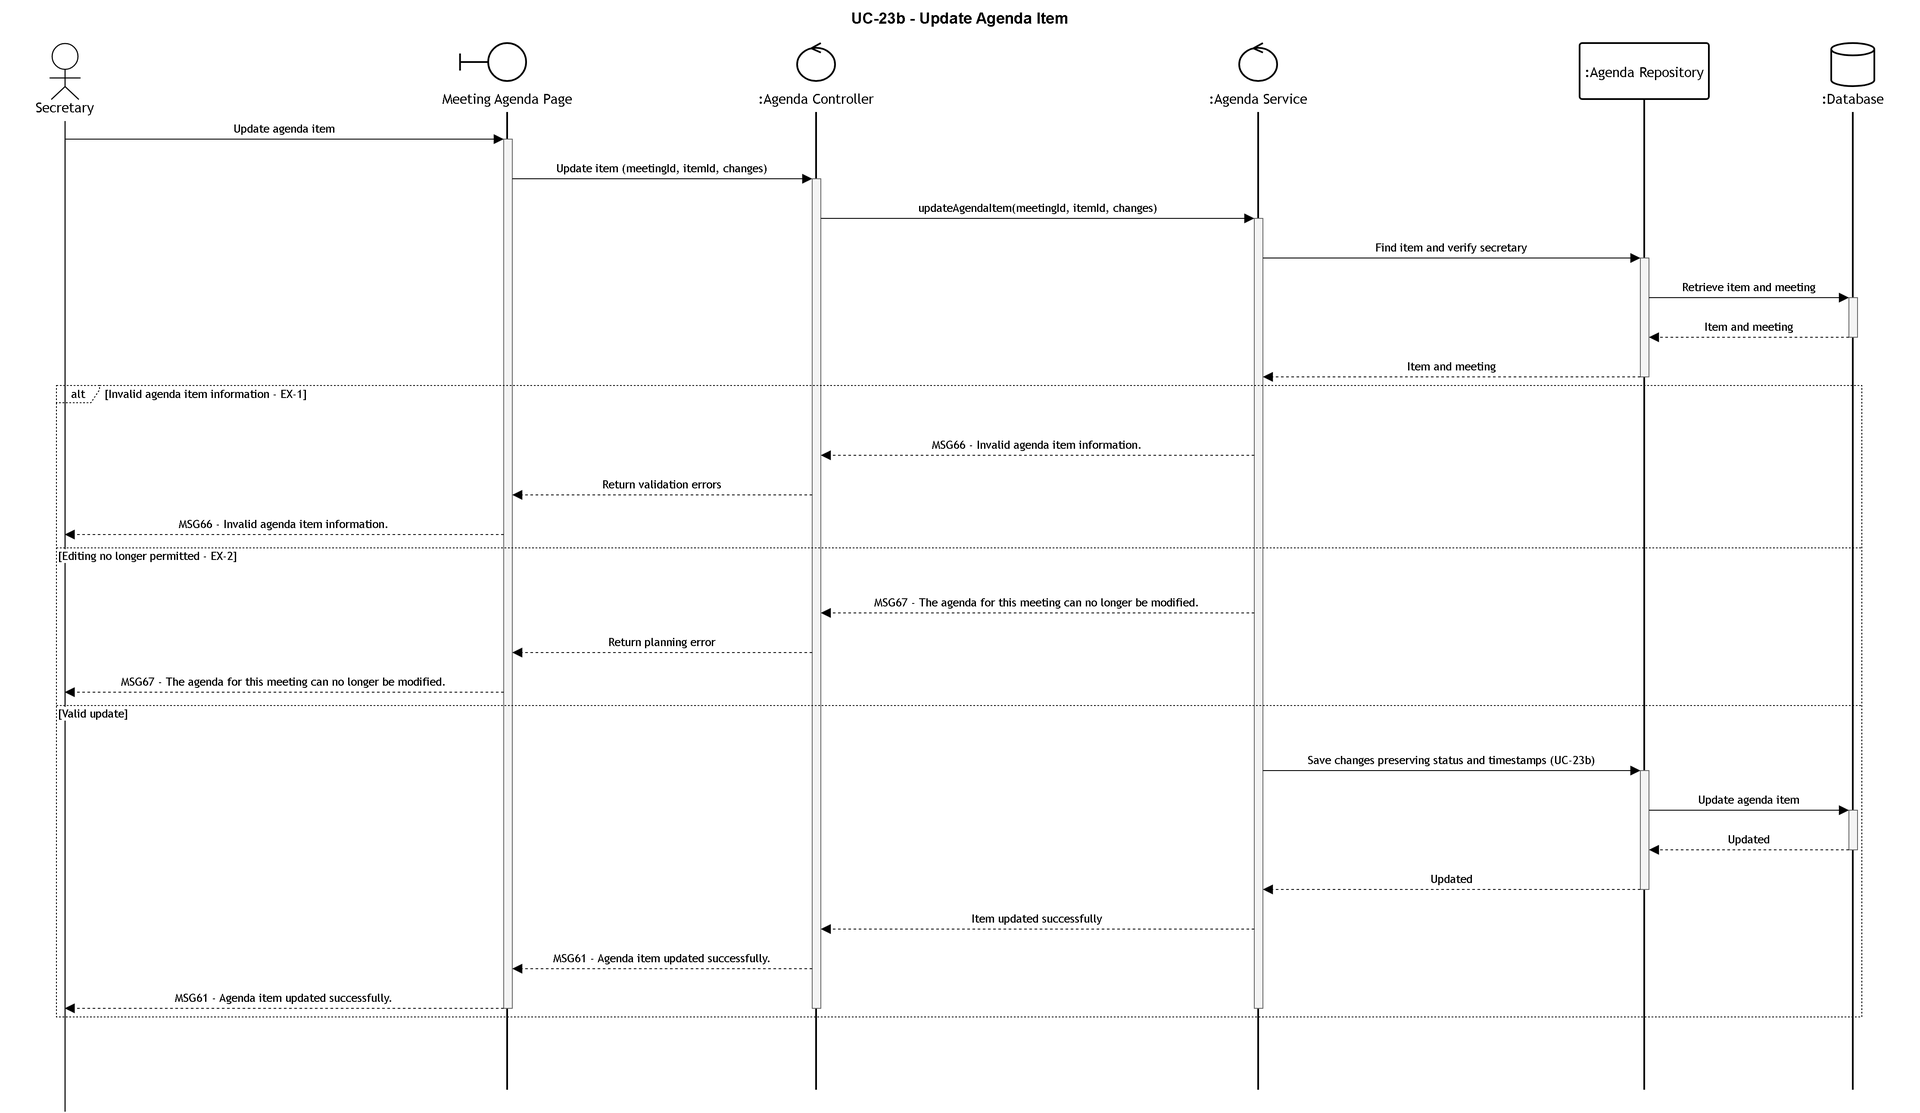 UC-23b - Update Agenda Item
Secretary
Meeting Agenda Page
:Agenda Controller
:Agenda Service
:Agenda Repository
:Database
Update agenda item
Update item (meetingId, itemId, changes)
updateAgendaItem(meetingId, itemId, changes)
Find item and verify secretary
Retrieve item and meeting
Item and meeting
Item and meeting
alt
[Invalid agenda item information - EX-1]
MSG66 - Invalid agenda item information.
Return validation errors
MSG66 - Invalid agenda item information.
[Editing no longer permitted - EX-2]
MSG67 - The agenda for this meeting can no longer be modified.
Return planning error
MSG67 - The agenda for this meeting can no longer be modified.
[Valid update]
Save changes preserving status and timestamps (UC-23b)
Update agenda item
Updated
Updated
Item updated successfully
MSG61 - Agenda item updated successfully.
MSG61 - Agenda item updated successfully.